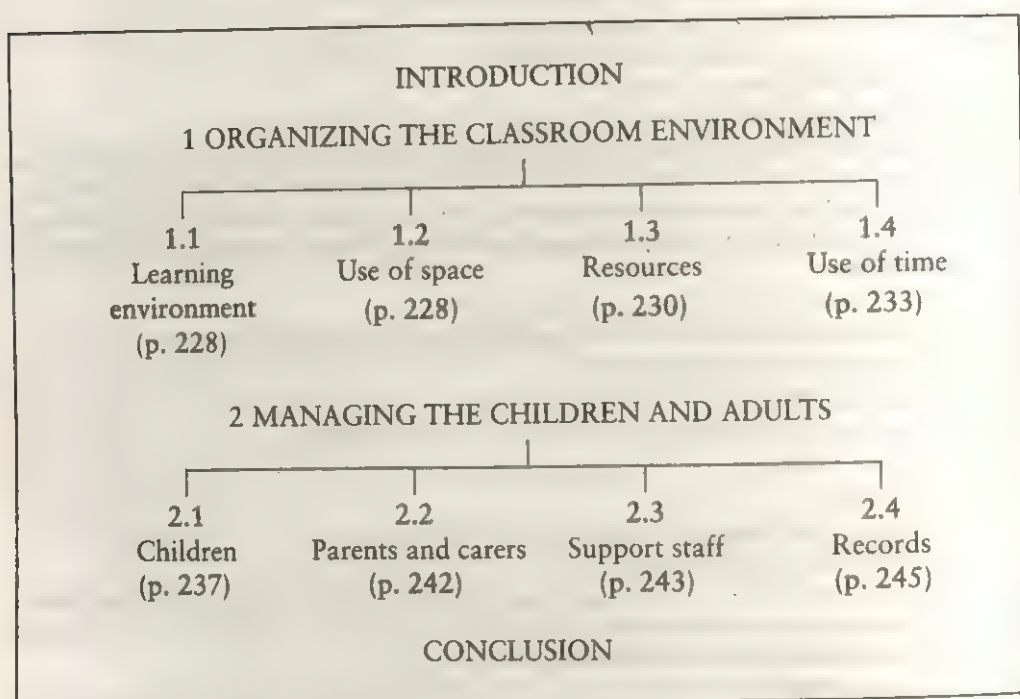 INTRODUCTION
1 ORGANIZING THE CLASSROOM ENVIRONMENT
1.1 1.2 1.3 1.4
Learning Use of space Resources Use of time
environment (p. 228) (p. 230) (p. 233)
(p. 228)
2 MANAGING THE CHILDREN AND ADULTS
2.1 2.2 2.3 2.4
Children Parents and carers Support staff Records
(p. 237) (p. 242) (p. 243) (p. 245)
CONCLUSION